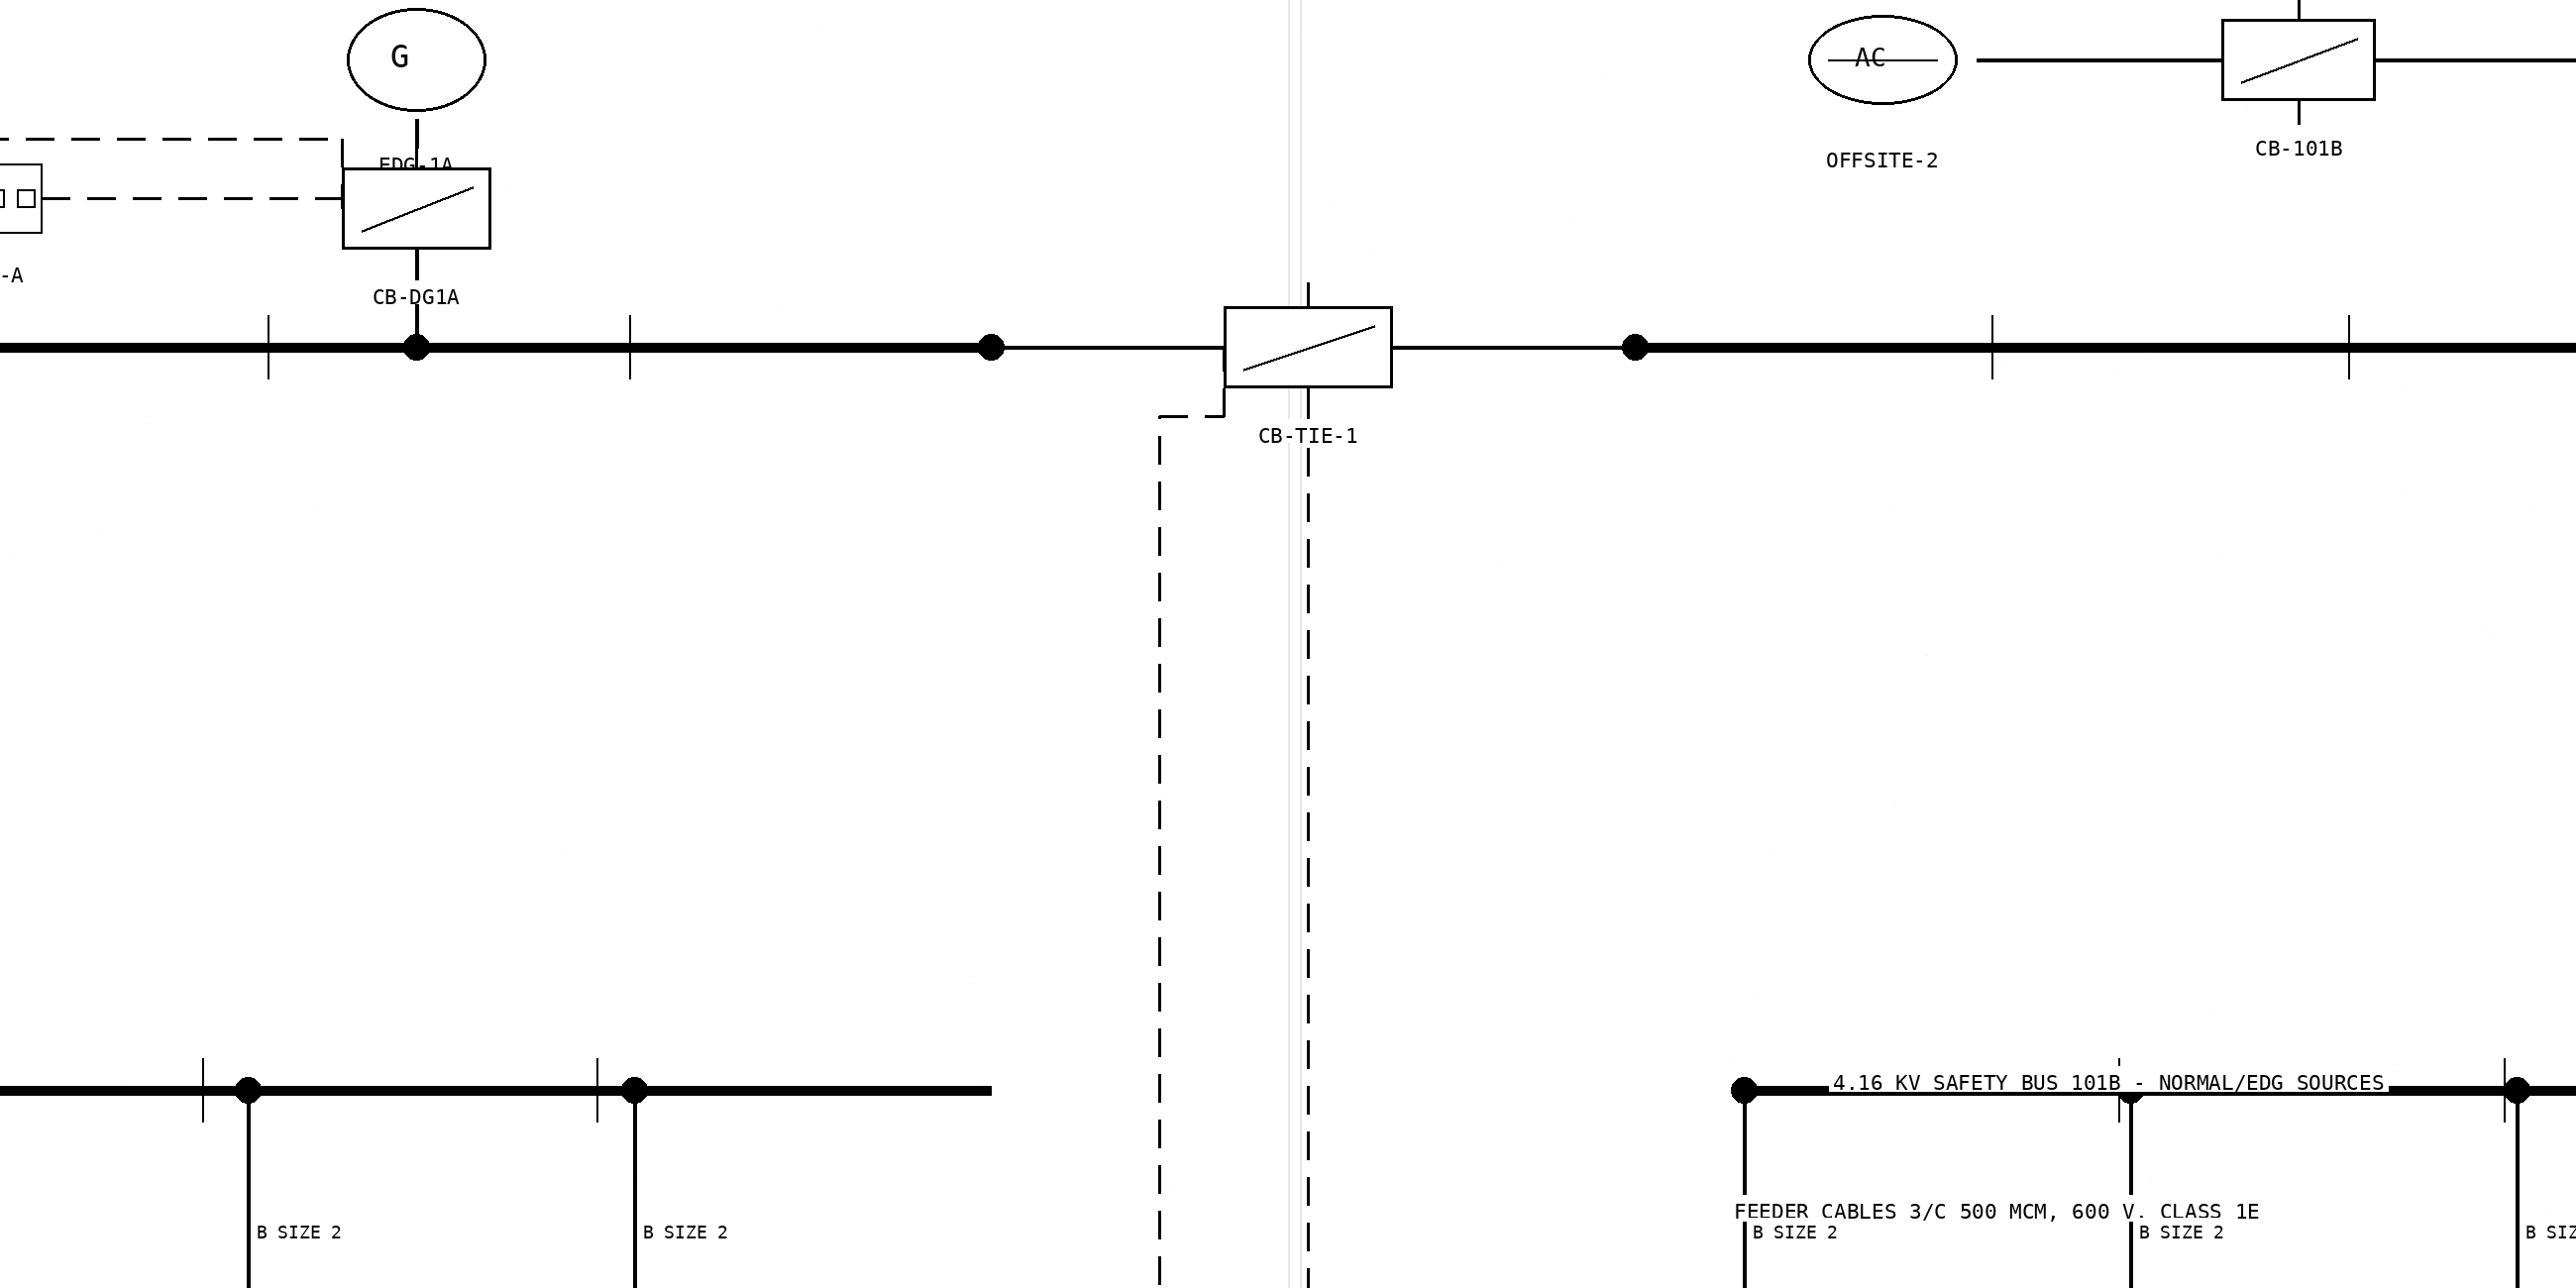 G
AC
EDG-1A
CB-101B
OFFSITE-2
-A
CB-DG1A
CB-TIE-1
4.16 KV SAFETY BUS 101B - NORMAL/EDG SOURCES
FEEDER CABLES 3/C 500 MCM, 600 V. CLASS 1E
B SIZE 2
B SIZE 2
B SIZE 2
B SIZE 2
B SIZ